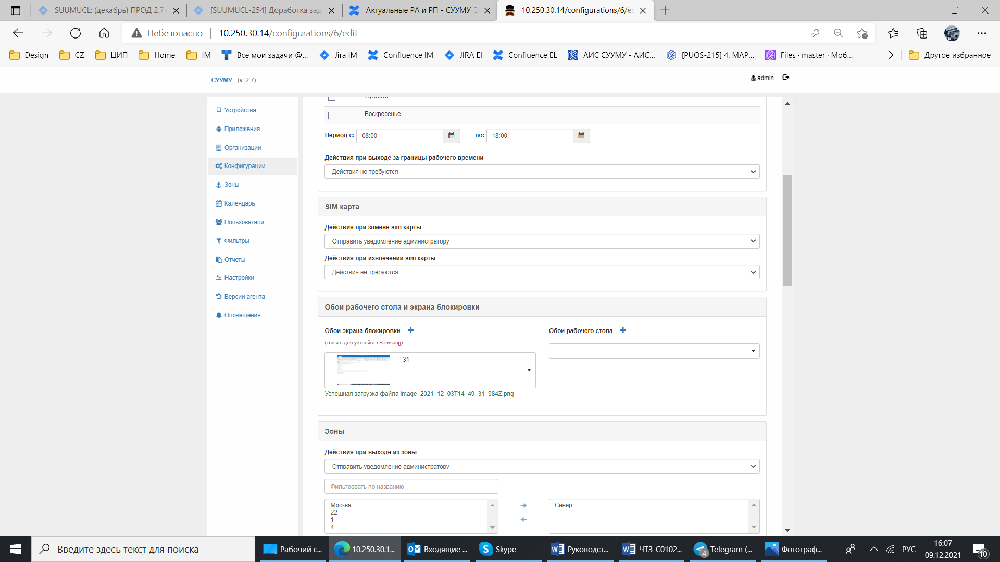 SUUMUCL: (декабрь) ПРОД 2.7
[SUUMUCL-254] Доработка зад
Актуальные РА и РП - СУУМУ_Э
10.250.30.14/configurations/6/ed
Небезопасно
10.250.30.14/configurations/6/edit
Design
CZ
ЦИП
Home
IM
Все мои задачи @...
Jira IM
Confluence IM
JIRA EI
Confluence EL
АИС СУУМУ - АИС...
[PUOS-215] 4. МАР...
Files · master · Моб...
Другое избранное
СУУМУ (v. 2.7)
admin
Устройства
Приложения
Организации
Конфигурации
Зоны
Календарь
Пользователи
Фильтры
Отчеты
Настройки
Версии агента
Оповещения
Суббота
Воскресенье
Период с: 08:00 по: 18:00
Действия при выходе за границы рабочего времени
Действия не требуются
SIM карта
Действия при замене sim карты
Отправить уведомление администратору
Действия при извлечении sim карты
Действия не требуются
Обои рабочего стола и экрана блокировки
Обои экрана блокировки
(только для устройств Samsung)
31
Успешная загрузка файла image_2021_12_03T14_49_31_984Z.png
Обои рабочего стола
Зоны
Действия при выходе из зоны
Отправить уведомление администратору
Фильтровать по названию
Москва
22
1
4
Север
Введите здесь текст для поиска
Рабочий с...
10.250.30.1...
Входящие ...
Skype
Руководст...
ЧТЗ_С0102...
4
Telegram (...
Фотограф...
РУС
16:07
09.12.2021
10